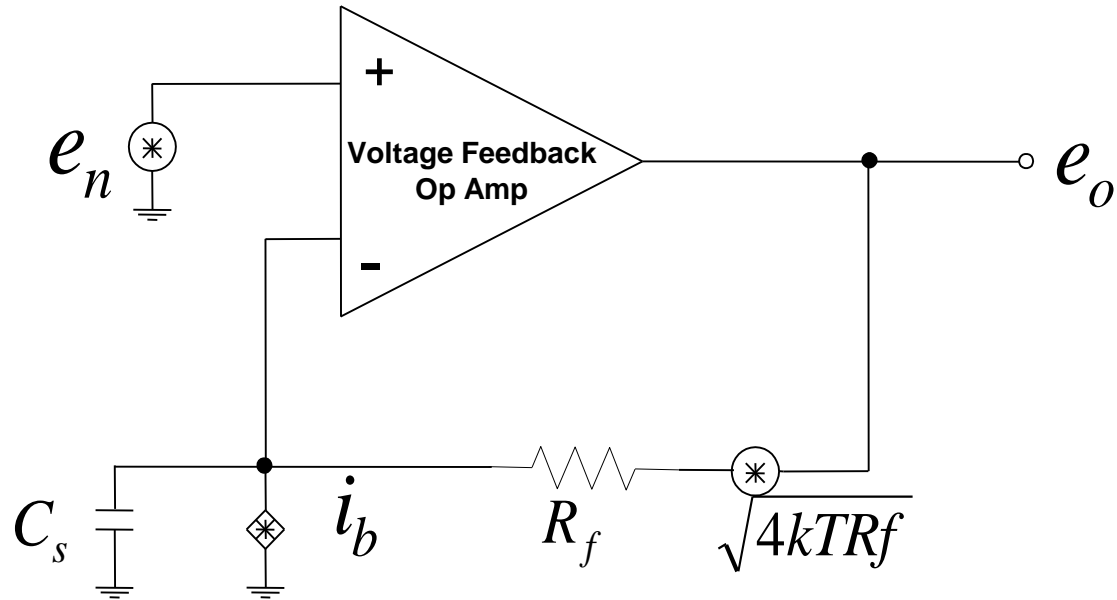 +
e_n
Voltage Feedback
Op Amp
e_o
-
C_s
i_b
R_f
√4kTRf